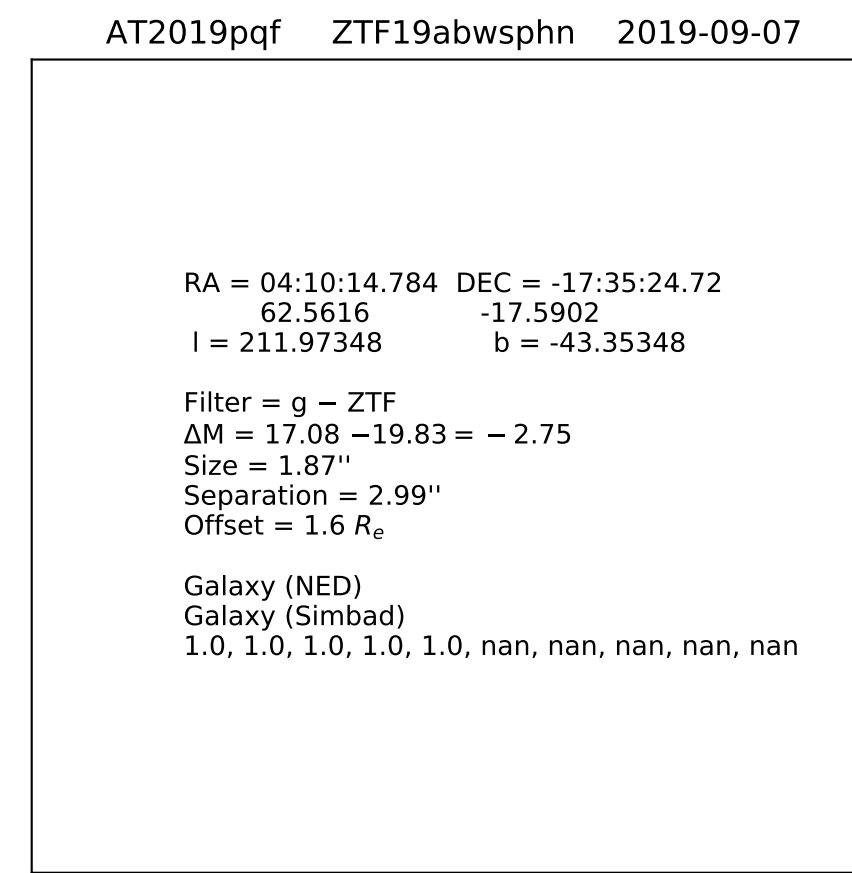 AT2019pqf ZTF19abwsphn 2019-09-07
RA = 04:10:14.784 DEC = -17:35:24.72
62.5616 -17.5902
l = 211.97348 b = -43.35348
Filter = g − ZTF
ΔM = 17.08 −19.83 = − 2.75
Size = 1.87''
Separation = 2.99''
Offset = 1.6 Re
Galaxy (NED)
Galaxy (Simbad)
1.0, 1.0, 1.0, 1.0, 1.0, nan, nan, nan, nan, nan